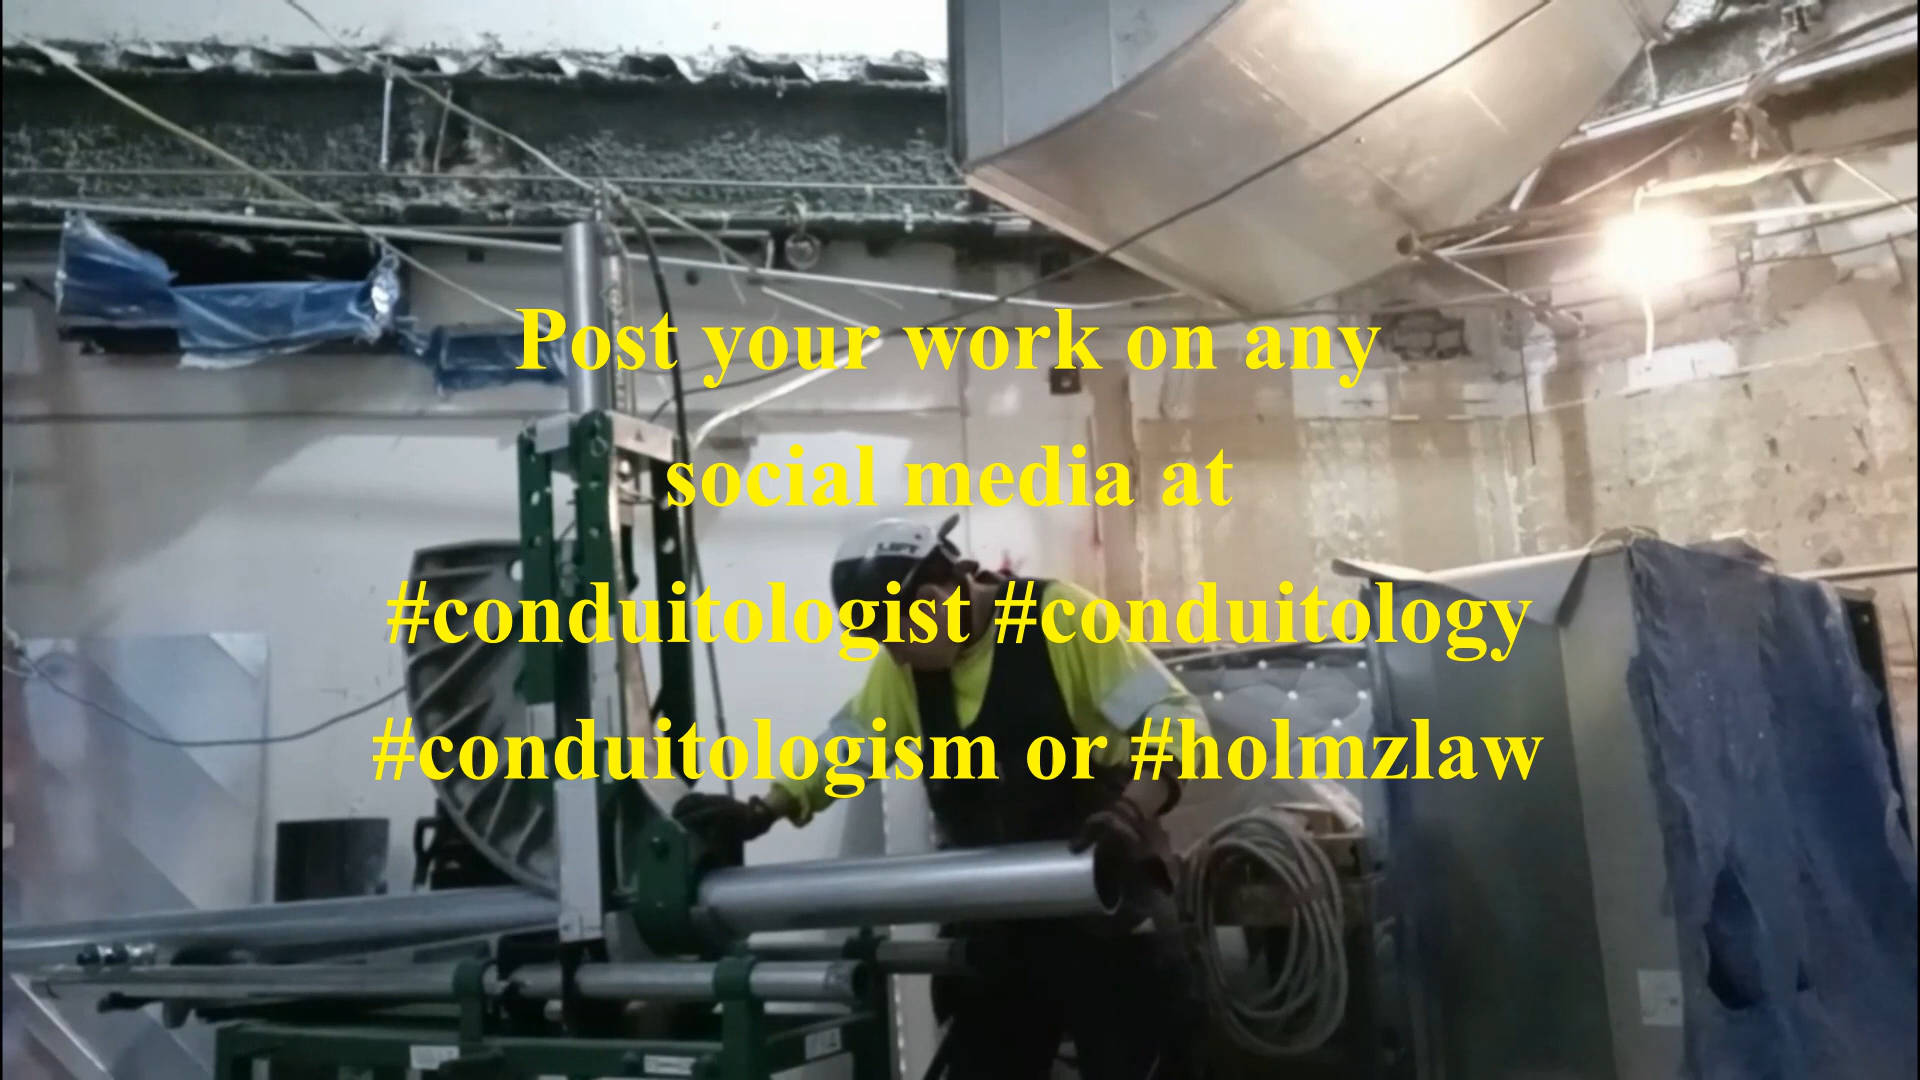 Post your work on any
social media at
#conduitologist #conduitology
#conduitologism or #holmzlaw